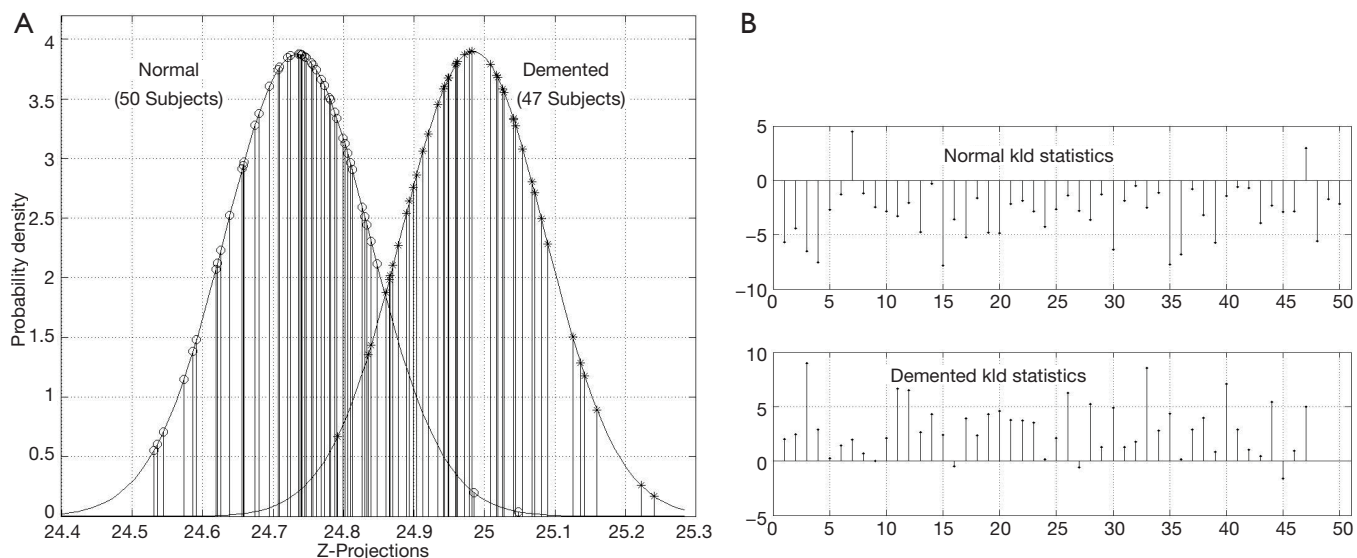 A
4
3.5
3
2.5
2
1.5
1
0.5
0
Probability density
Normal
(50 Subjects)
Demented
(47 Subjects)
24.4 24.5 24.6 24.7 24.8 24.9 25 25.1 25.2 25.3
Z-Projections
B
5
0
−5
−10
Normal kld statistics
0 5 10 15 20 25 30 35 40 45 50
10
5
0
−5
Demented kld statistics
0 5 10 15 20 25 30 35 40 45 50